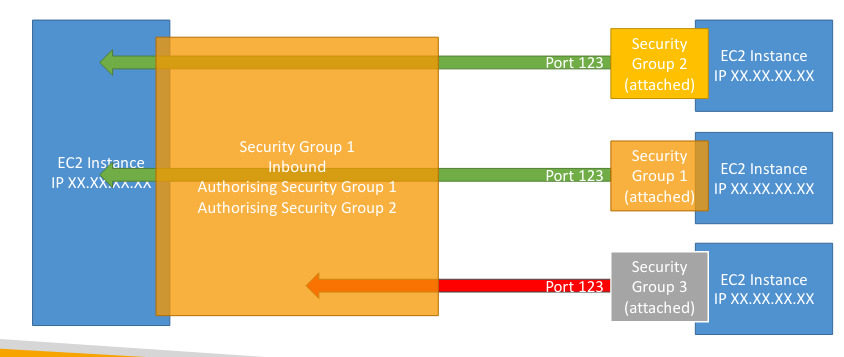 EC2 Instance
IP XX.XX.XX.XX
Security Group 1
Inbound
Authorising Security Group 1
Authorising Security Group 2
Port 123
Security
Group 2
(attached)
EC2 Instance
IP XX.XX.XX.XX
Port 123
Security
Group 1
(attached)
EC2 Instance
IP XX.XX.XX.XX
Port 123
Security
Group 3
(attached)
EC2 Instance
IP XX.XX.XX.XX